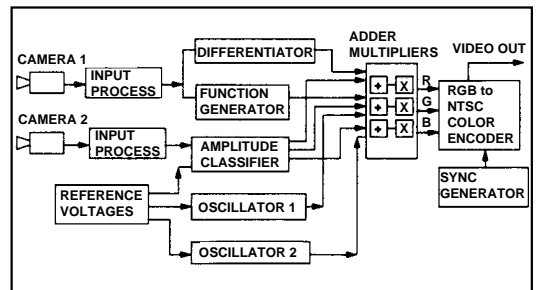 CAMERA 1
INPUT
PROCESS
DIFFERENTIATOR
FUNCTION
GENERATOR
CAMERA 2
INPUT
PROCESS
AMPLITUDE
CLASSIFIER
REFERENCE
VOLTAGES
OSCILLATOR 1
OSCILLATOR 2
ADDER
MULTIPLIERS
+ X R
+ X G
+ X B
VIDEO OUT
RGB to
NTSC
COLOR
ENCODER
SYNC
GENERATOR